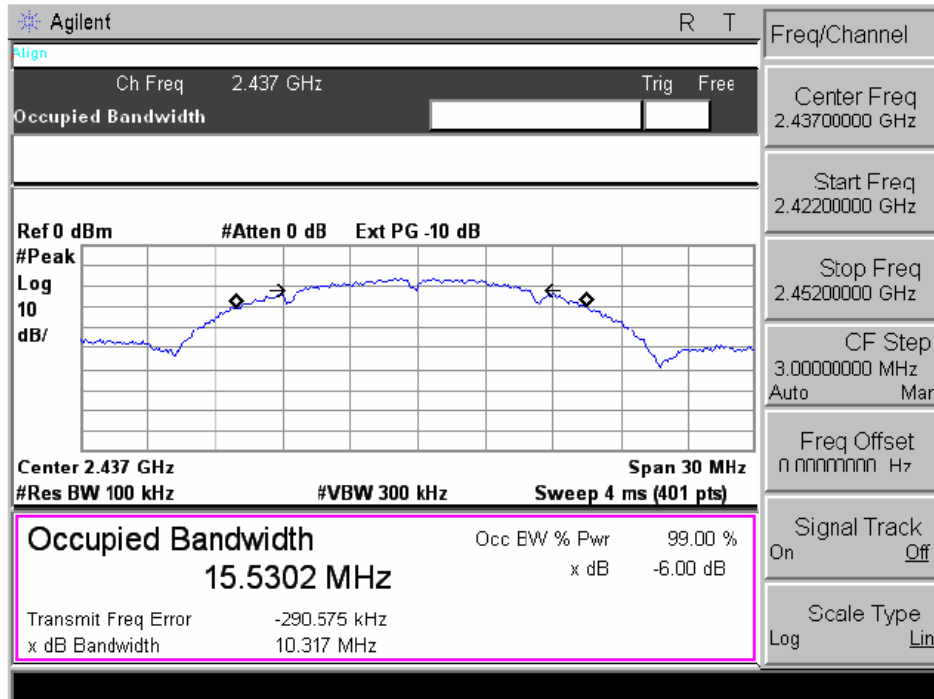 Agilent R T
Align
Ch Freq 2.437 GHz Trig Free
Occupied Bandwidth
Ref 0 dBm #Atten 0 dB Ext PG -10 dB
#Peak
Log
10
dB/
Center 2.437 GHz Span 30 MHz
#Res BW 100 kHz #VBW 300 kHz Sweep 4 ms (401 pts)
Occupied Bandwidth Occ BW % Pwr 99.00 %
15.5302 MHz x dB -6.00 dB
Transmit Freq Error -290.575 kHz
x dB Bandwidth 10.317 MHz
Freq/Channel
Center Freq
2.43700000 GHz
Start Freq
2.42200000 GHz
Stop Freq
2.45200000 GHz
CF Step
3.00000000 MHz
Auto Man
Freq Offset
0.00000000 Hz
Signal Track
On Off
Scale Type
Log Lin